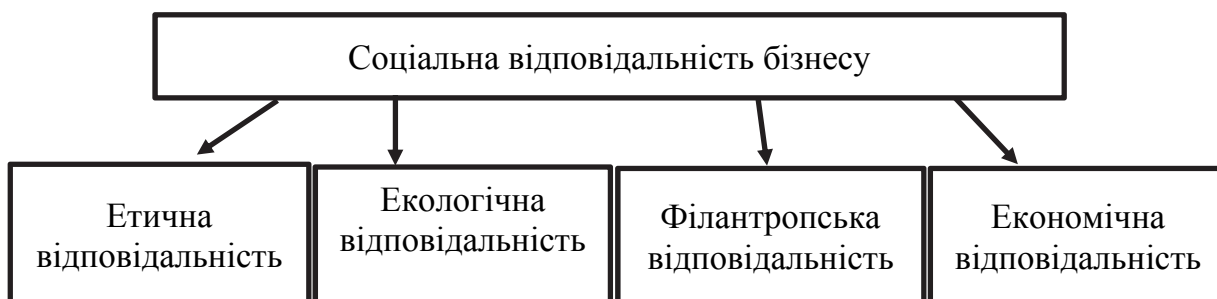 Соціальна відповідальність бізнесу
Етична
відповідальність
Екологічна
відповідальність
Філантропська
відповідальність
Економічна
відповідальність